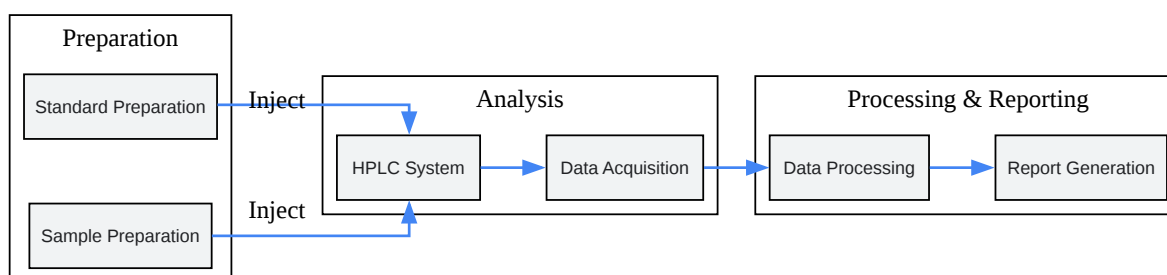 Preparation
Standard Preparation
Inject
Sample Preparation
Inject
Analysis
HPLC System
Data Acquisition
Processing & Reporting
Data Processing
Report Generation